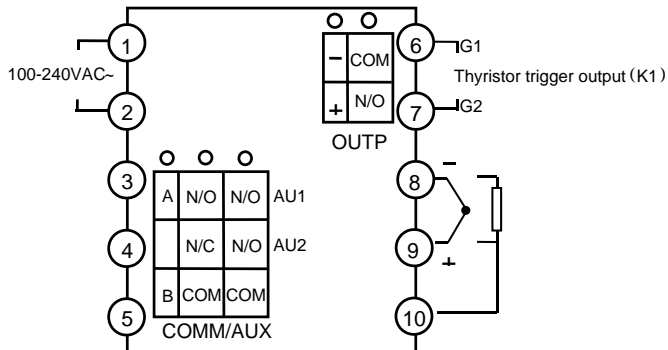 1
6
G1
100-240VAC~
− COM
Thyristor trigger output (K1)
+ N/O
2
7
G2
OUTP
3
8
−
A N/O N/O AU1
4
N/C N/O AU2
9
+
B COM COM
5
10
COMM/AUX